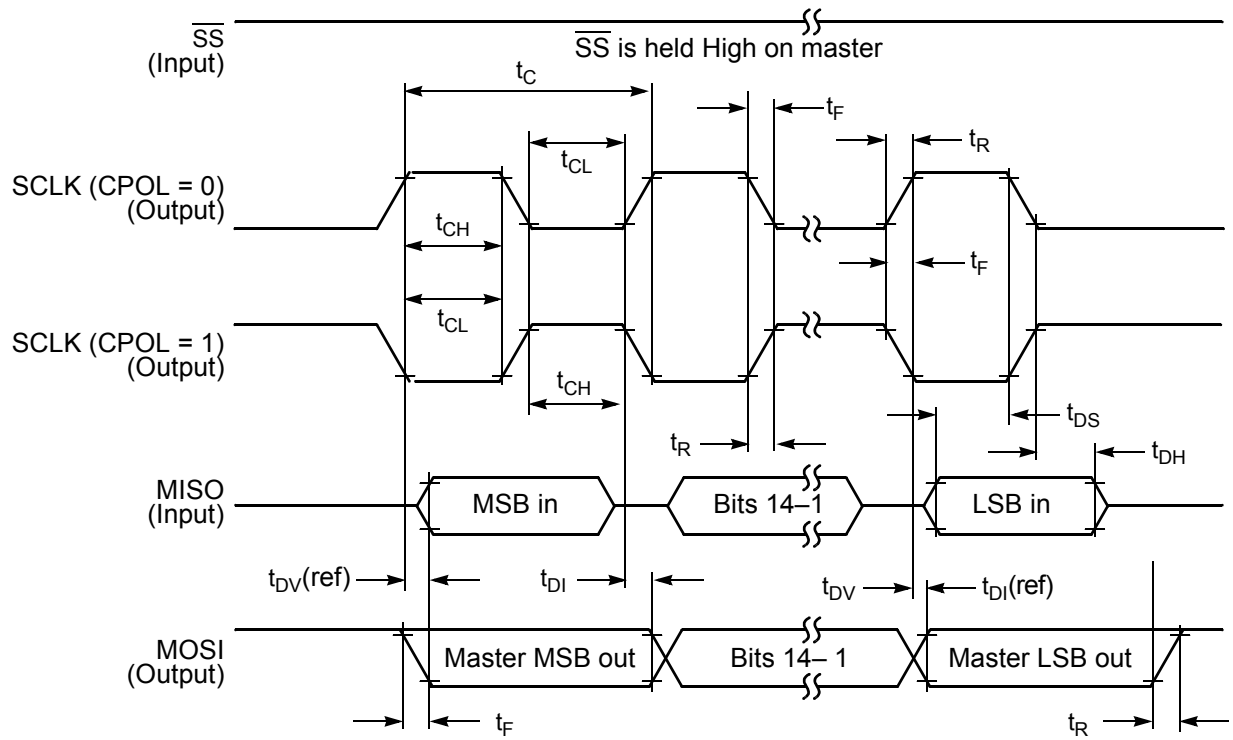 SS
(Input)
SS is held High on master
tC
tF
tR
tCL
SCLK (CPOL = 0)
(Output)
tCH
tF
tCL
SCLK (CPOL = 1)
(Output)
tCH
tDS
tR
tDH
MISO
(Input)
MSB in
Bits 14–1
LSB in
tDV(ref)
tDI
tDV
tDI(ref)
MOSI
(Output)
Master MSB out
Bits 14– 1
Master LSB out
tF
tR